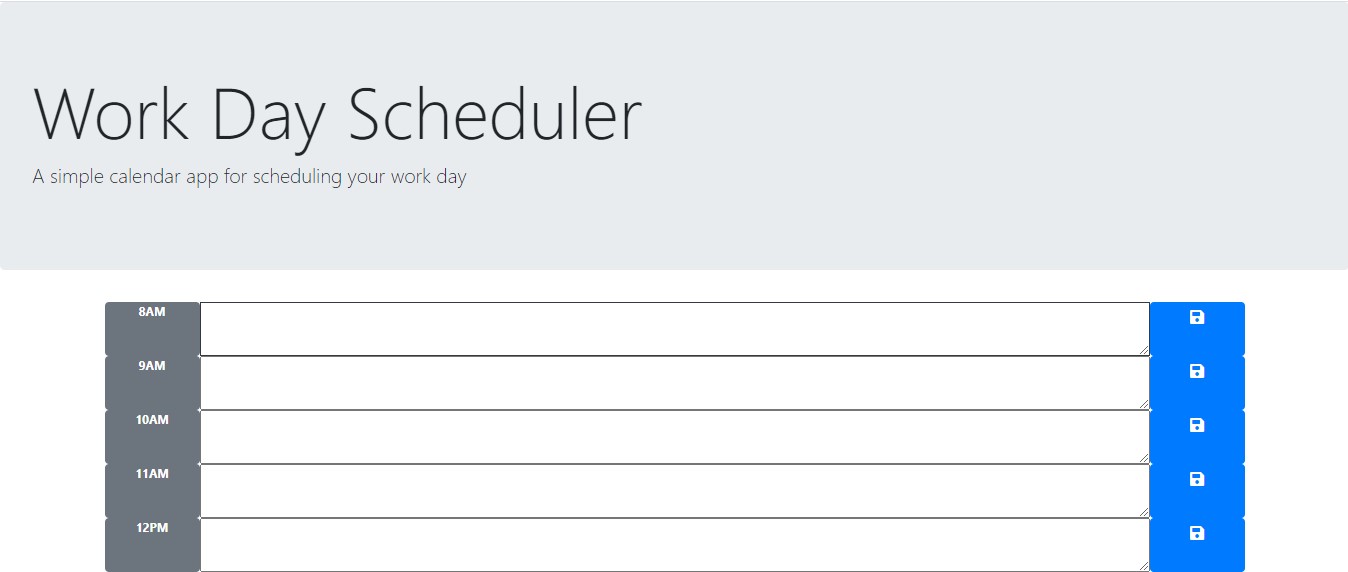 Work Day Scheduler
A simple calendar app for scheduling your work day
8AM
9AM
10AM
11AM
12PM